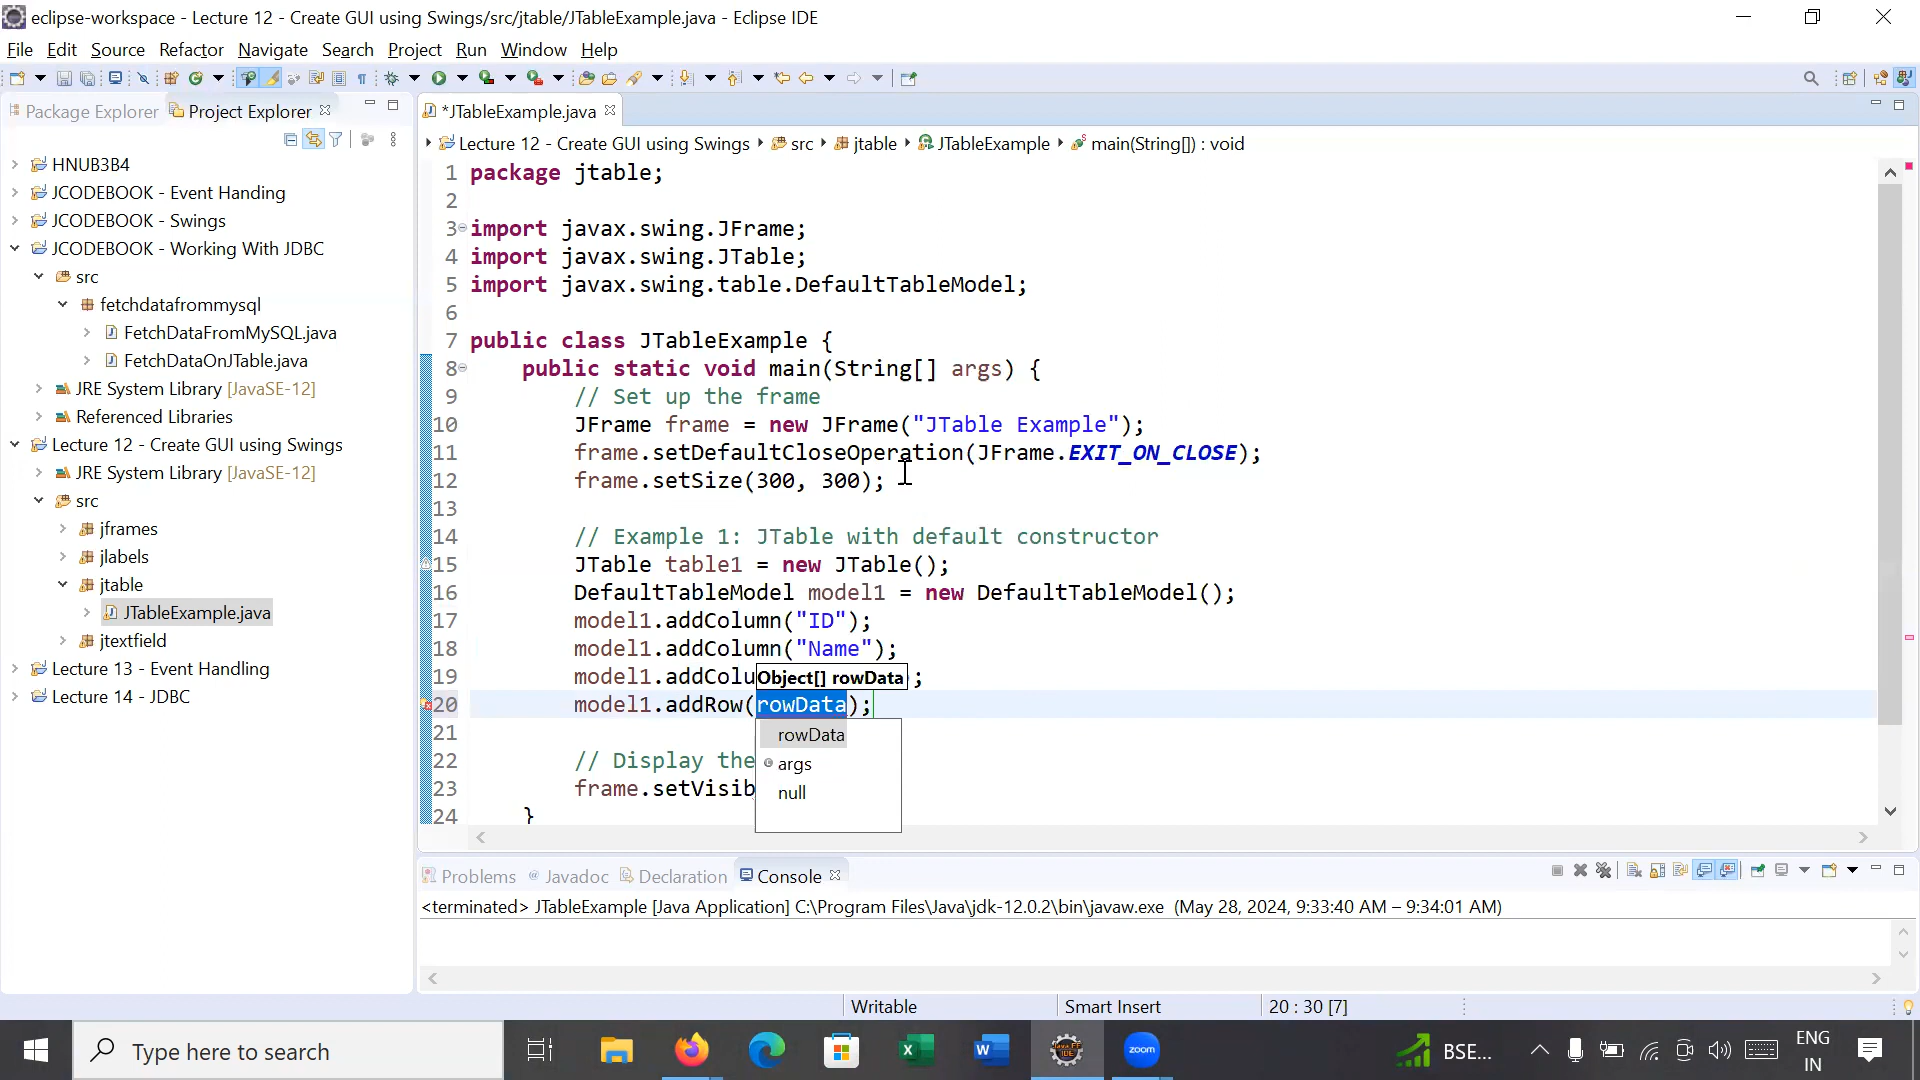 eclipse-workspace - Lecture 12 - Create GUI using Swings/src/jtable/JTableExample.java - Eclipse IDE
File Edit Source Refactor Navigate Search Project Run Window Help
Package Explorer Project Explorer
HNUB3B4
JCODEBOOK - Event Handing
JCODEBOOK - Swings
JCODEBOOK - Working With JDBC
src
fetchdatafrommysql
FetchDataFromMySQL.java
FetchDataOnJTable.java
JRE System Library [JavaSE-12]
Referenced Libraries
Lecture 12 - Create GUI using Swings
JRE System Library [JavaSE-12]
src
jframes
jlabels
jtable
JTableExample.java
jtextfield
Lecture 13 - Event Handling
Lecture 14 - JDBC
*JTableExample.java
Lecture 12 - Create GUI using Swings src jtable JTableExample main(String[]) : void
1 package jtable;
2
3 import javax.swing.JFrame;
4 import javax.swing.JTable;
5 import javax.swing.table.DefaultTableModel;
6
7 public class JTableExample {
8 public static void main(String[] args) {
9 // Set up the frame
10 JFrame frame = new JFrame("JTable Example");
11 frame.setDefaultCloseOperation(JFrame.EXIT_ON_CLOSE);
12 frame.setSize(300, 300);
13
14 // Example 1: JTable with default constructor
15 JTable table1 = new JTable();
16 DefaultTableModel model1 = new DefaultTableModel();
17 model1.addColumn("ID");
18 model1.addColumn("Name");
19 model1.addColu ;
Object[] rowData
20 model1.addRow(rowData);
21
22 // Display the
23 frame.setVisib
24 }
rowData
args
null
Problems Javadoc Declaration Console
<terminated> JTableExample [Java Application] C:\Program Files\Java\jdk-12.0.2\bin\javaw.exe (May 28, 2024, 9:33:40 AM – 9:34:01 AM)
Writable Smart Insert 20 : 30 [7]
Type here to search
Java EE
IDE
zoom
BSE...
ENG
IN